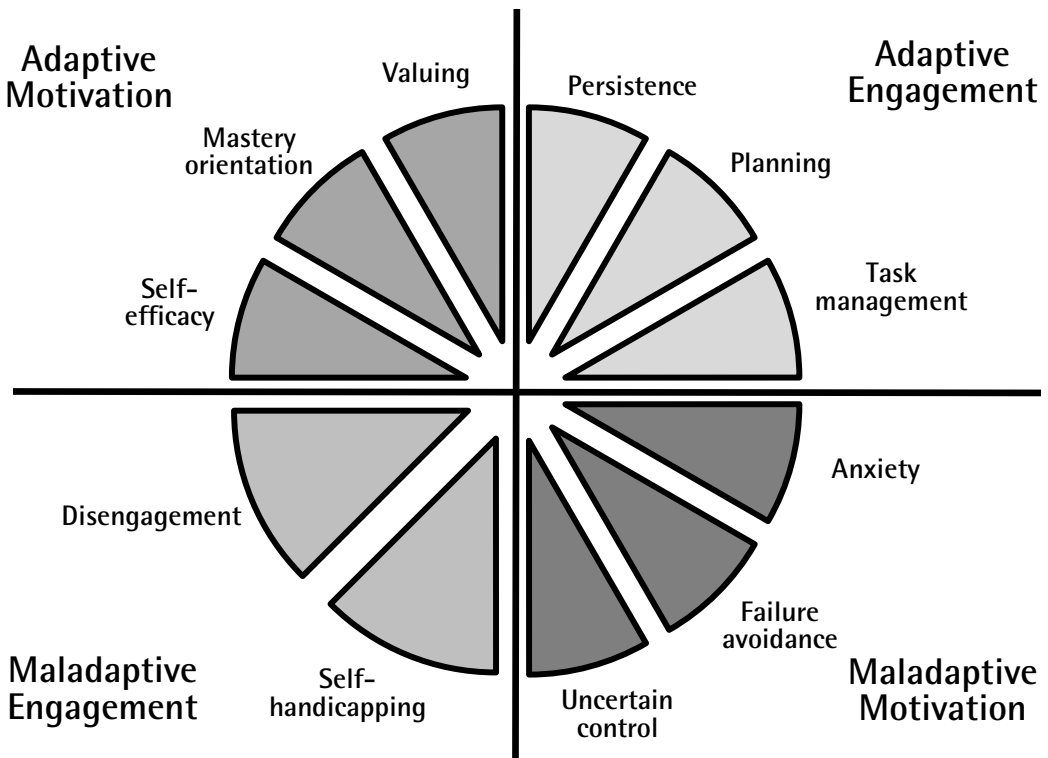 Adaptive
Motivation
Valuing
Persistence
Adaptive
Engagement
Mastery
orientation
Planning
Self-
efficacy
Task
management
Disengagement
Anxiety
Maladaptive
Engagement
Self-
handicapping
Uncertain
control
Failure
avoidance
Maladaptive
Motivation